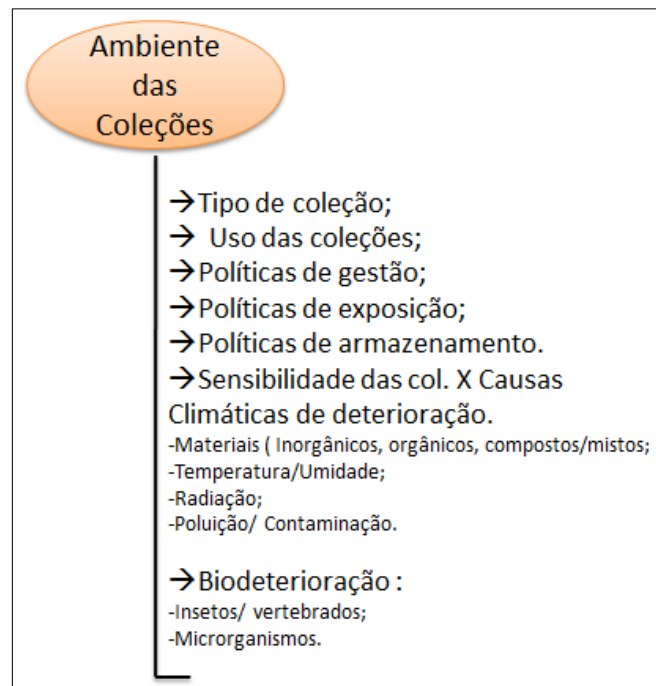 Ambiente
das
Coleções
→Tipo de coleção;
→ Uso das coleções;
→Políticas de gestão;
→Políticas de exposição;
→Políticas de armazenamento.
→Sensibilidade das col. X Causas
Climáticas de deterioração.
-Materiais ( Inorgânicos, orgânicos, compostos/mistos;
-Temperatura/Umidade;
-Radiação;
-Poluição/ Contaminação.
→Biodeterioração :
-Insetos/ vertebrados;
-Microrganismos.